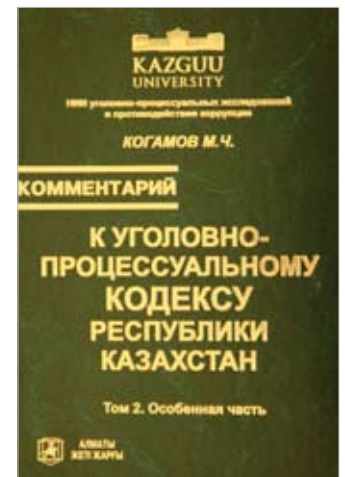 KAZGUU
UNIVERSITY
НИИ уголовно-процессуальных исследований
и противодействия коррупции
КОГАМОВ М.Ч.
КОММЕНТАРИЙ
К УГОЛОВНО-
ПРОЦЕССУАЛЬНОМУ
КОДЕКСУ
РЕСПУБЛИКИ
КАЗАХСТАН
Том 2. Особенная часть
АЛМАТЫ
ЖЕТI ЖАРҒЫ